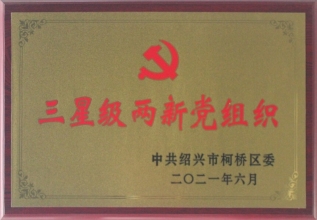 三星级两新党组织
中共绍兴市柯桥区委
二〇二一年六月